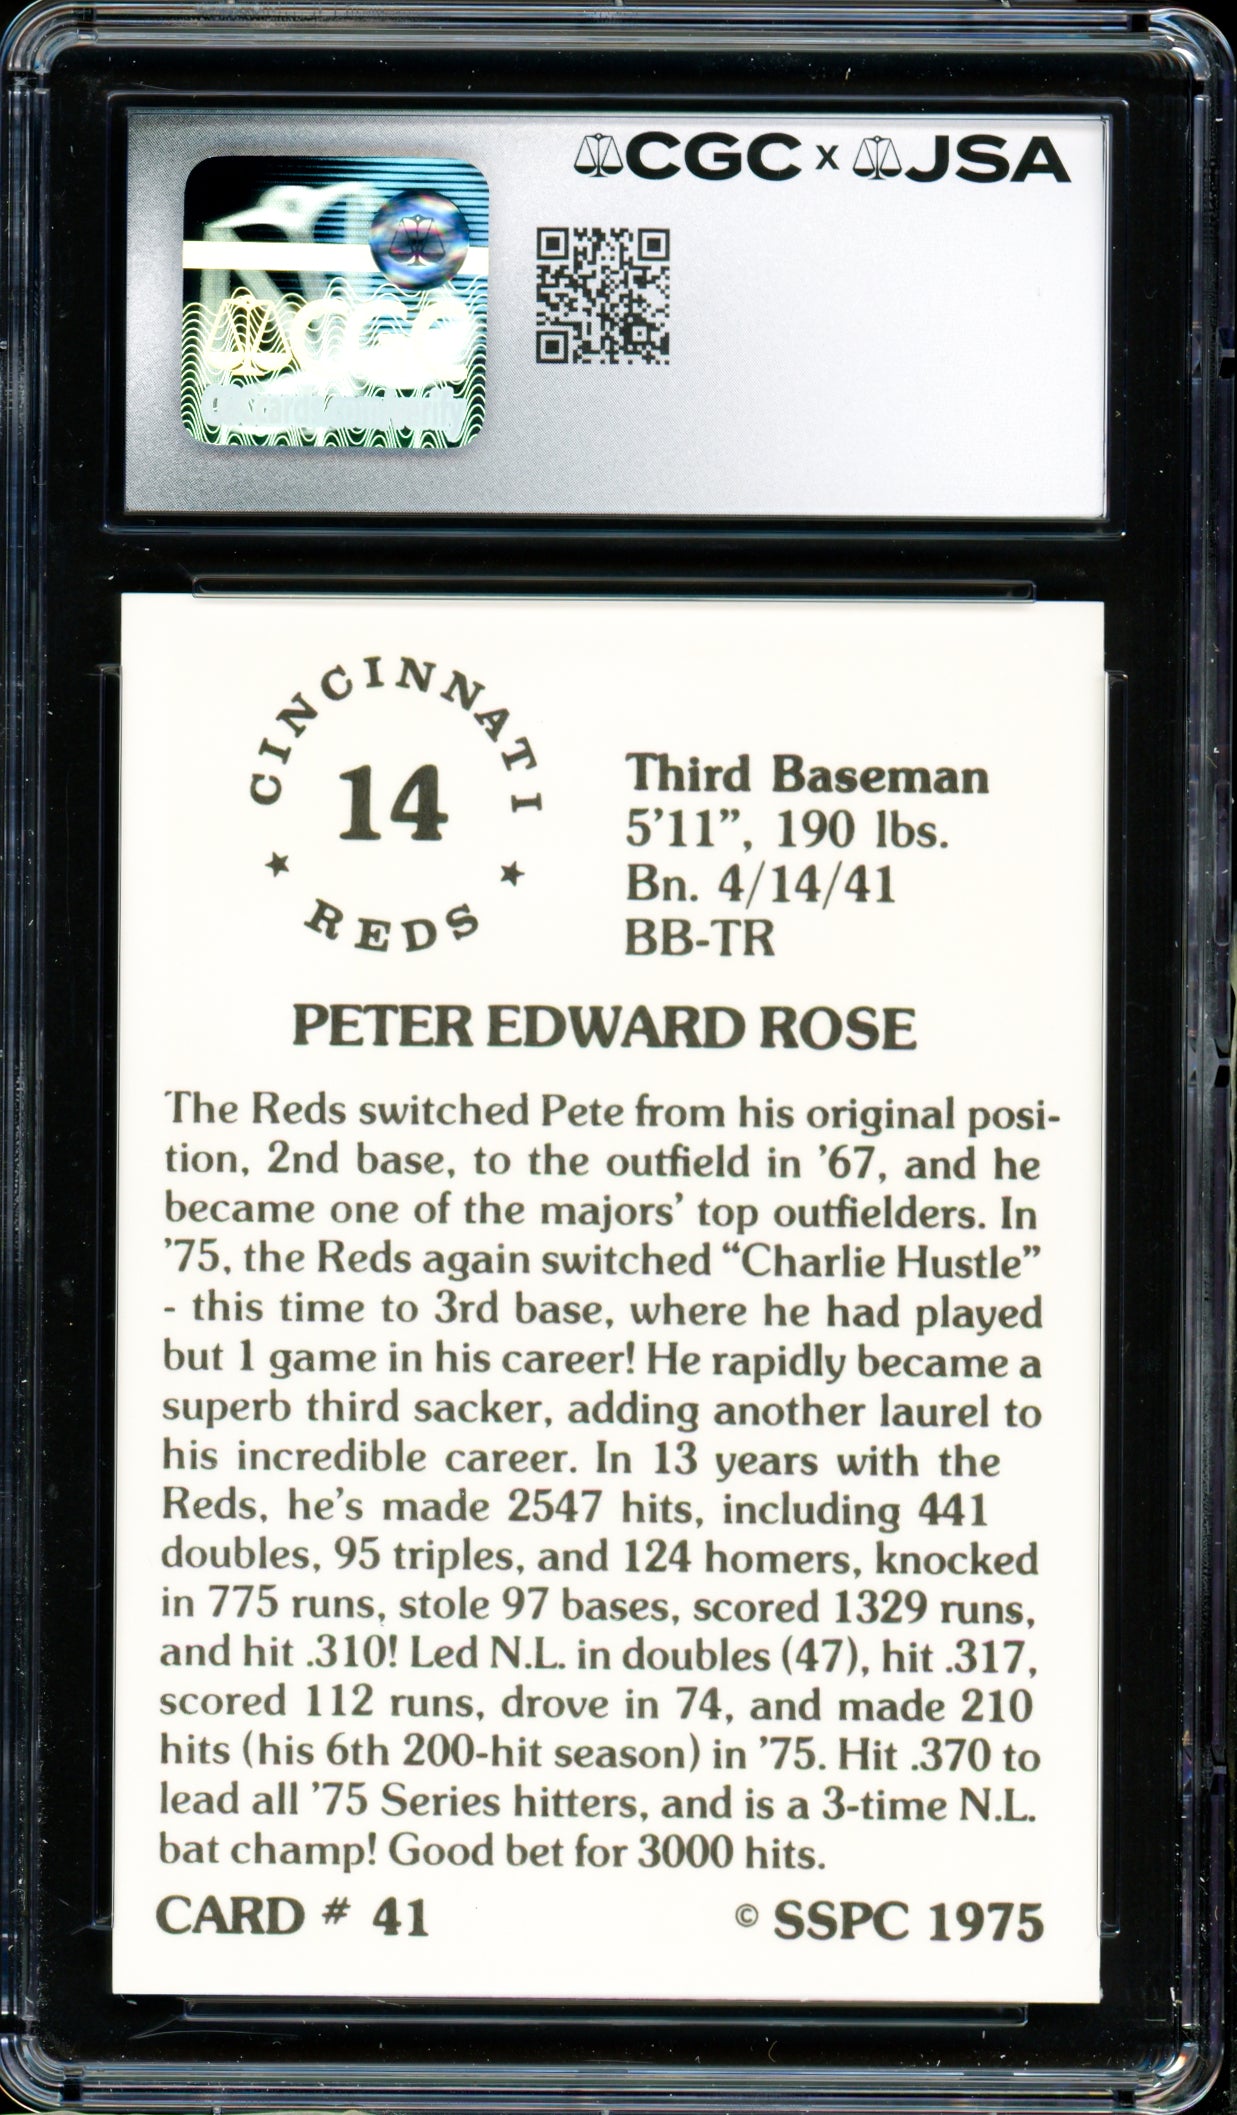 CGC x JSA
CGC
CINCINNATI
14
REDS
Third Baseman
5'11", 190 lbs.
Bn. 4/14/41
BB-TR
PETER EDWARD ROSE
The Reds switched Pete from his original posi-
tion, 2nd base, to the outfield in '67, and he
became one of the majors' top outfielders. In
'75, the Reds again switched "Charlie Hustle"
- this time to 3rd base, where he had played
but 1 game in his career! He rapidly became a
superb third sacker, adding another laurel to
his incredible career. In 13 years with the
Reds, he's made 2547 hits, including 441
doubles, 95 triples, and 124 homers, knocked
in 775 runs, stole 97 bases, scored 1329 runs,
and hit .310! Led N.L. in doubles (47), hit .317,
scored 112 runs, drove in 74, and made 210
hits (his 6th 200-hit season) in '75. Hit .370 to
lead all '75 Series hitters, and is a 3-time N.L.
bat champ! Good bet for 3000 hits.
CARD # 41
© SSPC 1975